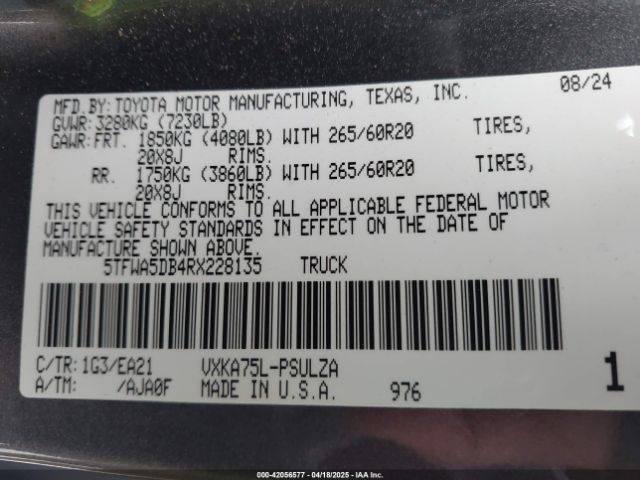 MFD.BY:TOYOTA MOTOR MANUFACTURING, TEXAS, INC. 08/24
GVWR:3280KG (7230LB)
GAWR:FRT. 1850KG (4080LB) WITH 265/60R20 TIRES,
20X8J RIMS.
RR. 1750KG (3860LB) WITH 265/60R20 TIRES,
20X8J RIMS.
THIS VEHICLE CONFORMS TO ALL APPLICABLE FEDERAL MOTOR
VEHICLE SAFETY STANDARDS IN EFFECT ON THE DATE OF
MANUFACTURE SHOWN ABOVE.
5TFWA5DB4RX228135 TRUCK
C/TR:1G3/EA21 VXKA75L-PSULZA
A/TM: /AJA0F MADE IN U.S.A. 976 1
000-42056577 - 04/18/2025 - IAA Inc.